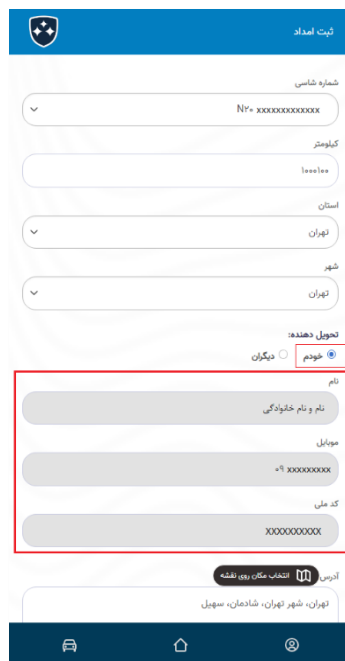 ثبت امداد
شماره شاسی
N۲۰ xxxxxxxxxxxxx
کیلومتر
۱۰۰۰۱۰۰
استان
تهران
شهر
تهران
تحویل دهنده:
خودم دیگران
نام
نام و نام خانوادگی
موبایل
۰۹ xxxxxxxxx
کد ملی
XXXXXXXXXX
آدرس انتخاب مکان روی نقشه
تهران، شهر تهران، شادمان، سهیل